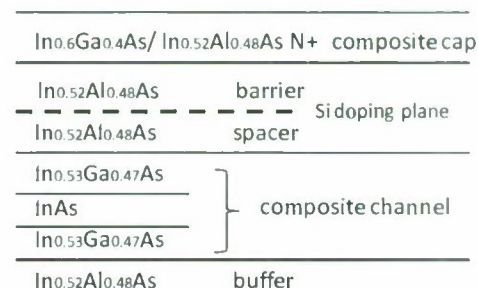 In0.6Ga0.4As/ In0.52Al0.48As N+ composite cap
In0.52Al0.48As barrier
Si doping plane
In0.52Al0.48As spacer
In0.53Ga0.47As
InAs composite channel
In0.53Ga0.47As
In0.52Al0.48As buffer